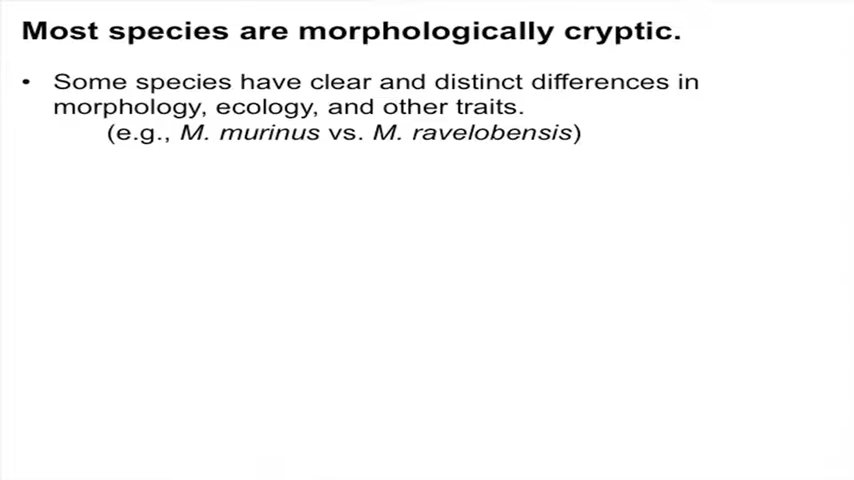 Most species are morphologically cryptic.
• Some species have clear and distinct differences in
morphology, ecology, and other traits.
(e.g., M. murinus vs. M. ravelobensis)